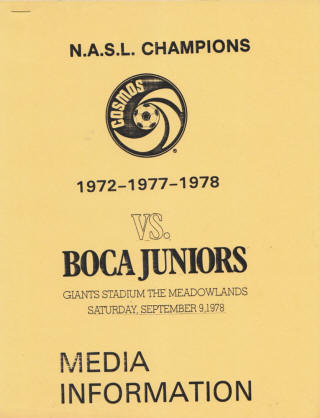 N.A.S.L. CHAMPIONS
COSMOS
®
1972-1977-1978
VS.
BOCA JUNIORS
GIANTS STADIUM THE MEADOWLANDS
SATURDAY, SEPTEMBER 9, 1978
MEDIA
INFORMATION